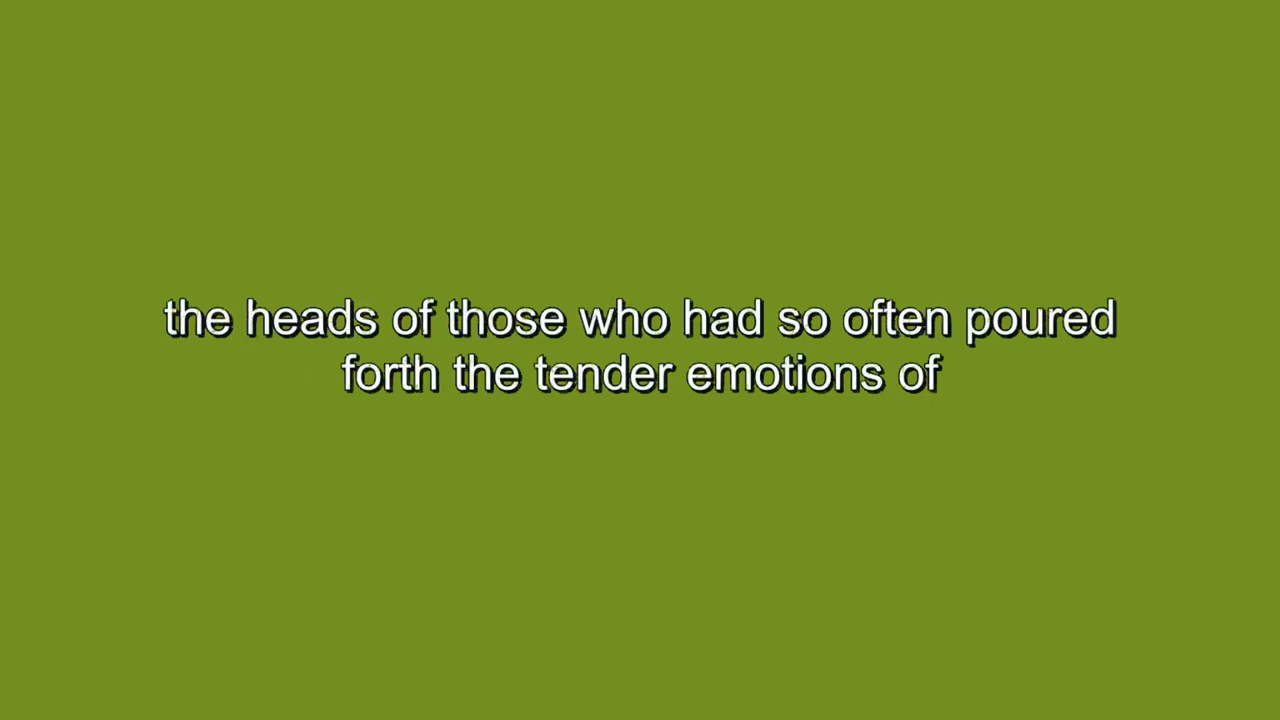 the heads of those who had so often poured
forth the tender emotions of